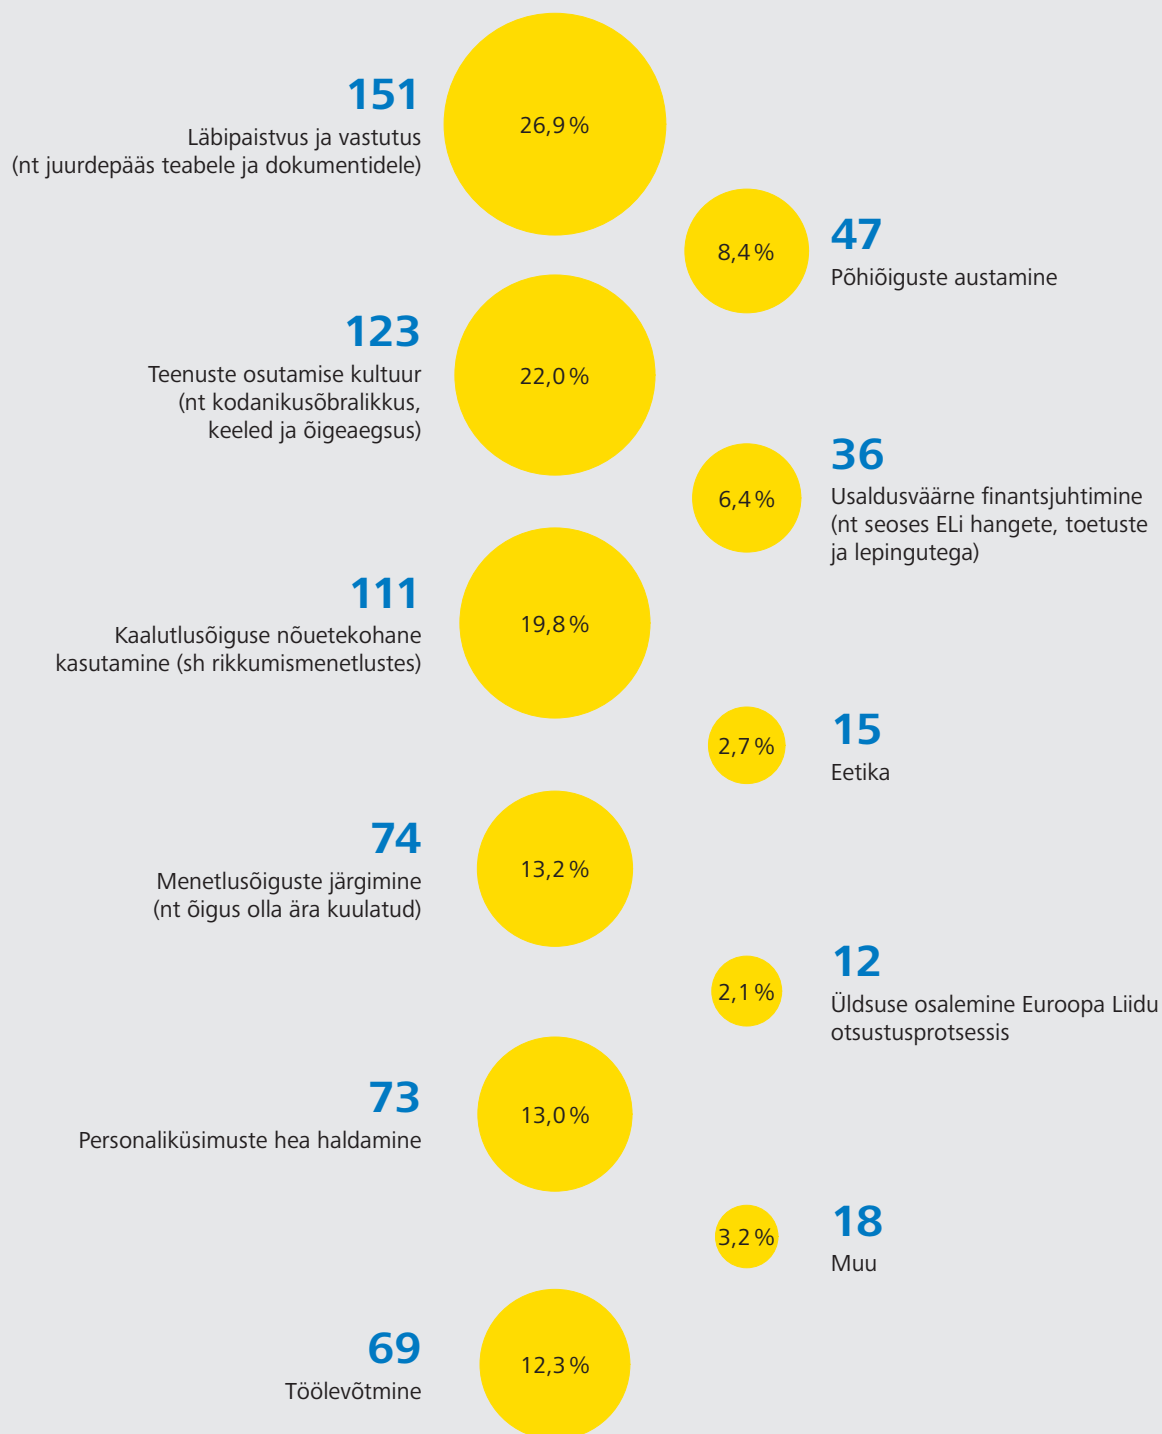 151
Läbipaistvus ja vastutus
(nt juurdepääs teabele ja dokumentidele)
26,9 %
8,4 %
47
Põhiõiguste austamine
123
Teenuste osutamise kultuur
(nt kodanikusõbralikkus,
keeled ja õigeaegsus)
22,0 %
6,4 %
36
Usaldusväärne finantsjuhtimine
(nt seoses ELi hangete, toetuste
ja lepingutega)
111
Kaalutlusõiguse nõuetekohane
kasutamine (sh rikkumismenetlustes)
19,8 %
2,7 %
15
Eetika
74
Menetlusõiguste järgimine
(nt õigus olla ära kuulatud)
13,2 %
2,1 %
12
Üldsuse osalemine Euroopa Liidu
otsustusprotsessis
73
Personaliküsimuste hea haldamine
13,0 %
3,2 %
18
Muu
69
Töölevõtmine
12,3 %